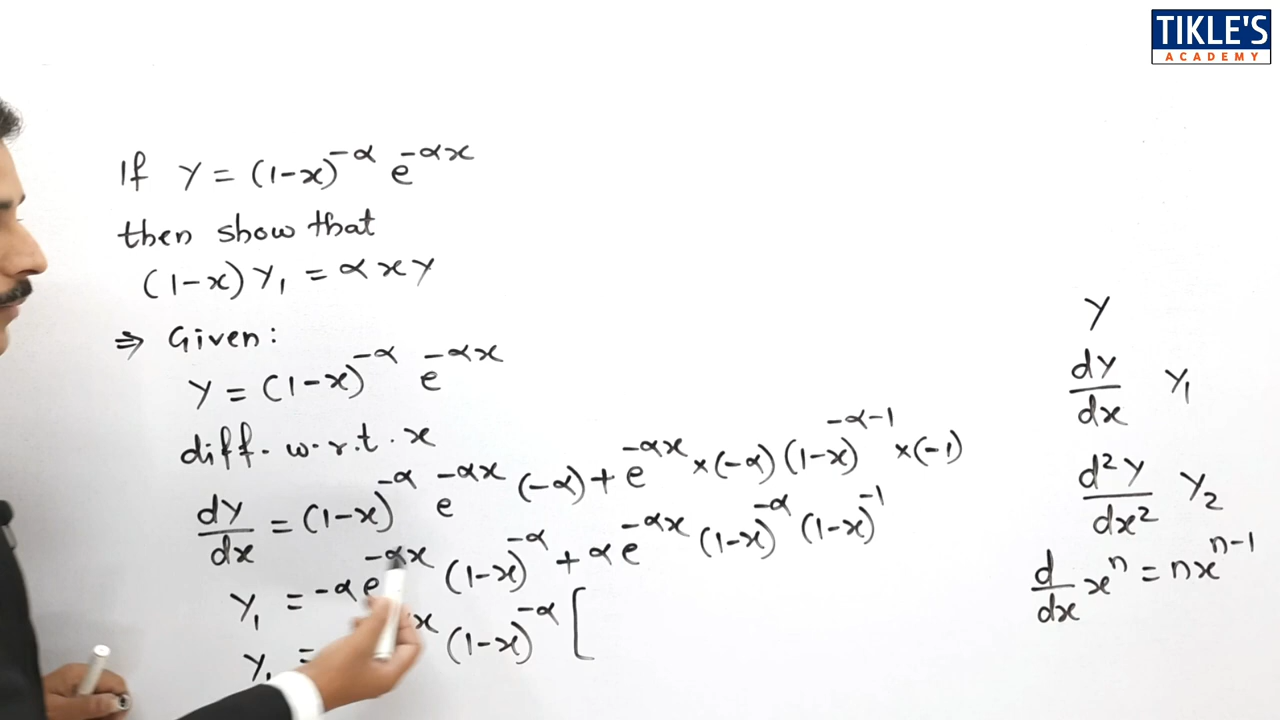 TIKLE'S
ACADEMY
If y = (1-x)^{-α} e^{-αx}
then show that
(1-x) y₁ = α x y
⇒ Given:
y = (1-x)^{-α} e^{-αx}
diff. w.r.t. x
dy/dx = (1-x)^{-α} e^{-αx} (-α) + e^{-αx} × (-α) (1-x)^{-α-1} × (-1)
y₁ = -α e^{-αx} (1-x)^{-α} + α e^{-αx} (1-x)^{-α} (1-x)^{-1}
y₁ = x (1-x)^{-α} [
y
dy/dx y₁
d²y/dx² y₂
d/dx xⁿ = nx^{n-1}